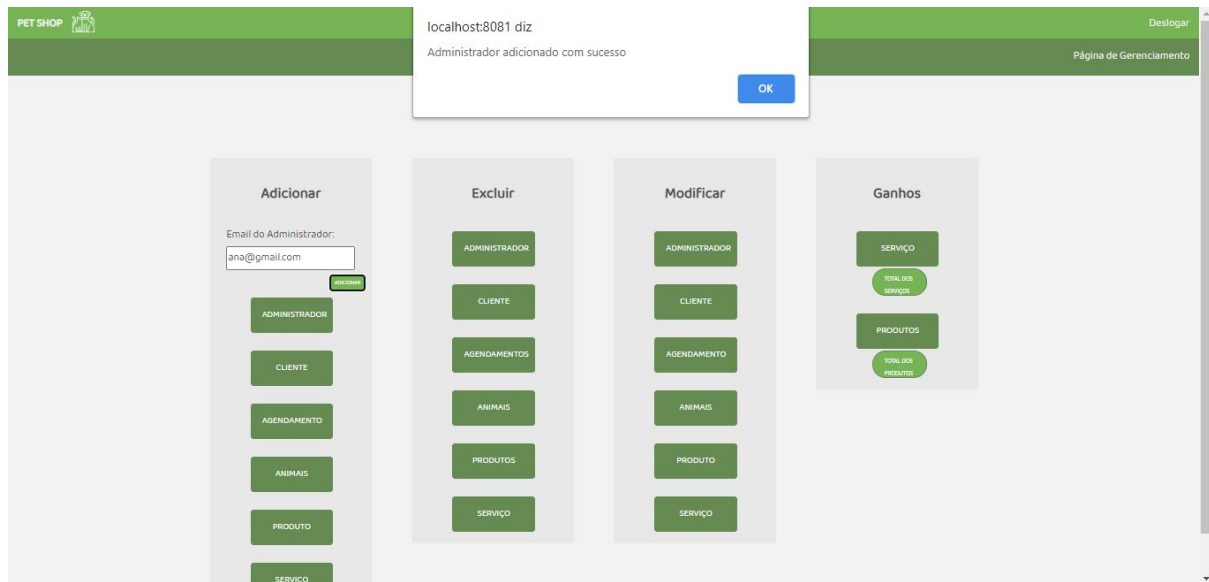 PET SHOP
localhost:8081 diz
Administrador adicionado com sucesso
OK
Deslogar
Página de Gerenciamento
Adicionar
Email do Administrador:
ana@gmail.com
ADICIONAR
ADMINISTRADOR
CLIENTE
AGENDAMENTO
ANIMAIS
PRODUTO
SERVIÇO
Excluir
ADMINISTRADOR
CLIENTE
AGENDAMENTOS
ANIMAIS
PRODUTOS
SERVIÇO
Modificar
ADMINISTRADOR
CLIENTE
AGENDAMENTO
ANIMAIS
PRODUTO
SERVIÇO
Ganhos
SERVIÇO
TOTAL DOS
SERVIÇOS
PRODUTOS
TOTAL DOS
PRODUTOS